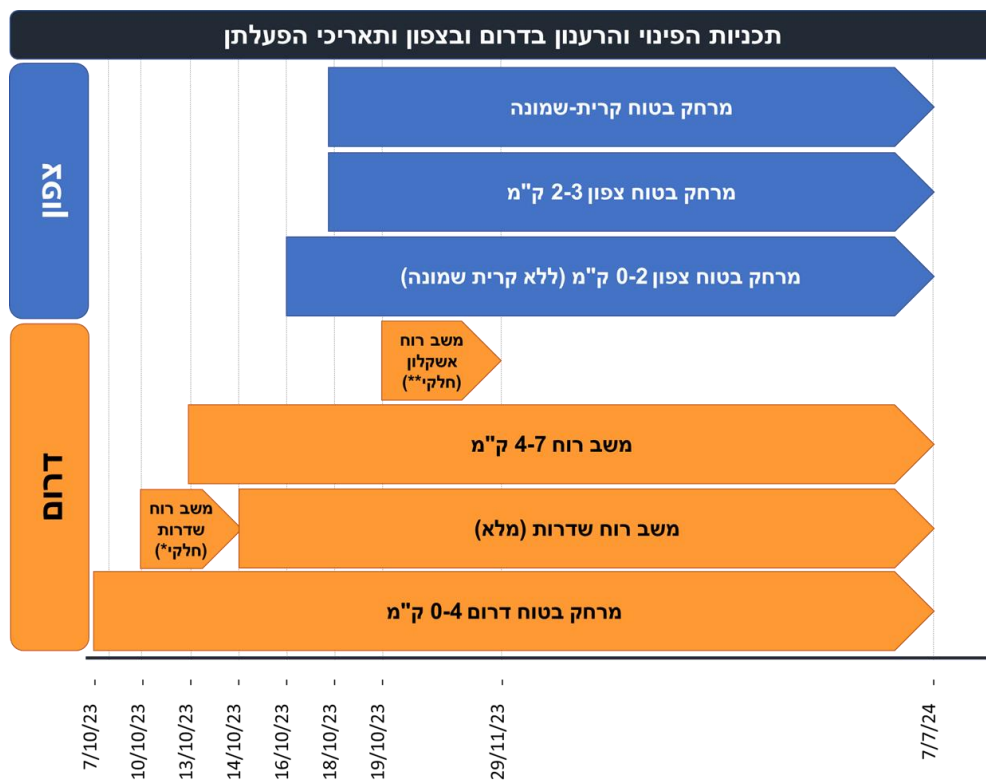 תכניות הפינוי והרענון בדרום ובצפון ותאריכי הפעלתן
צפון
מרחק בטוח קרית-שמונה
מרחק בטוח צפון 2-3 ק"מ
מרחק בטוח צפון 0-2 ק"מ (ללא קרית שמונה)
דרום
משב רוח
אשקלון
(חלקי**)
משב רוח 4-7 ק"מ
משב רוח
שדרות
(חלקי*)
משב רוח שדרות (מלא)
מרחק בטוח דרום 0-4 ק"מ
7/10/23
10/10/23
13/10/23
14/10/23
16/10/23
18/10/23
19/10/23
29/11/23
7/7/24